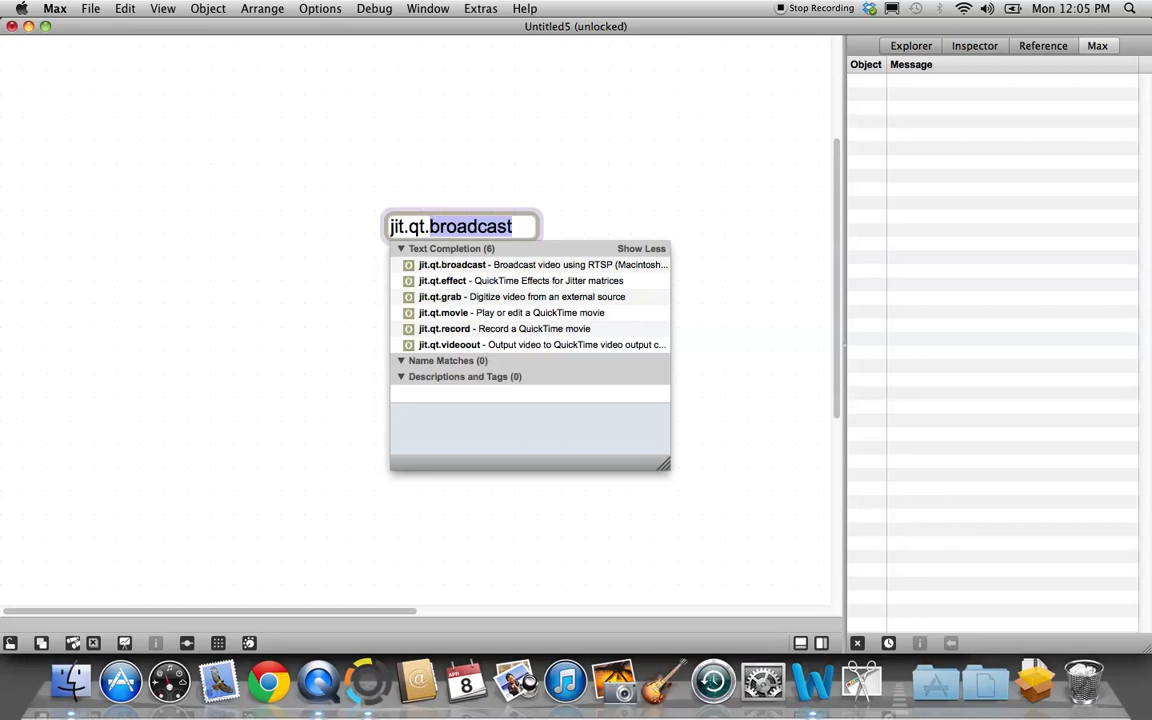 Max File Edit View Object Arrange Options Debug Window Extras Help Stop Recording Mon 12:05 PM
Untitled5 (unlocked)
Explorer Inspector Reference Max
Object Message
jit.qt.broadcast
Text Completion (6) Show Less
jit.qt.broadcast - Broadcast video using RTSP (Macintosh...
jit.qt.effect - QuickTime Effects for Jitter matrices
jit.qt.grab - Digitize video from an external source
jit.qt.movie - Play or edit a QuickTime movie
jit.qt.record - Record a QuickTime movie
jit.qt.videoout - Output video to QuickTime video output c...
Name Matches (0)
Descriptions and Tags (0)
APR
8